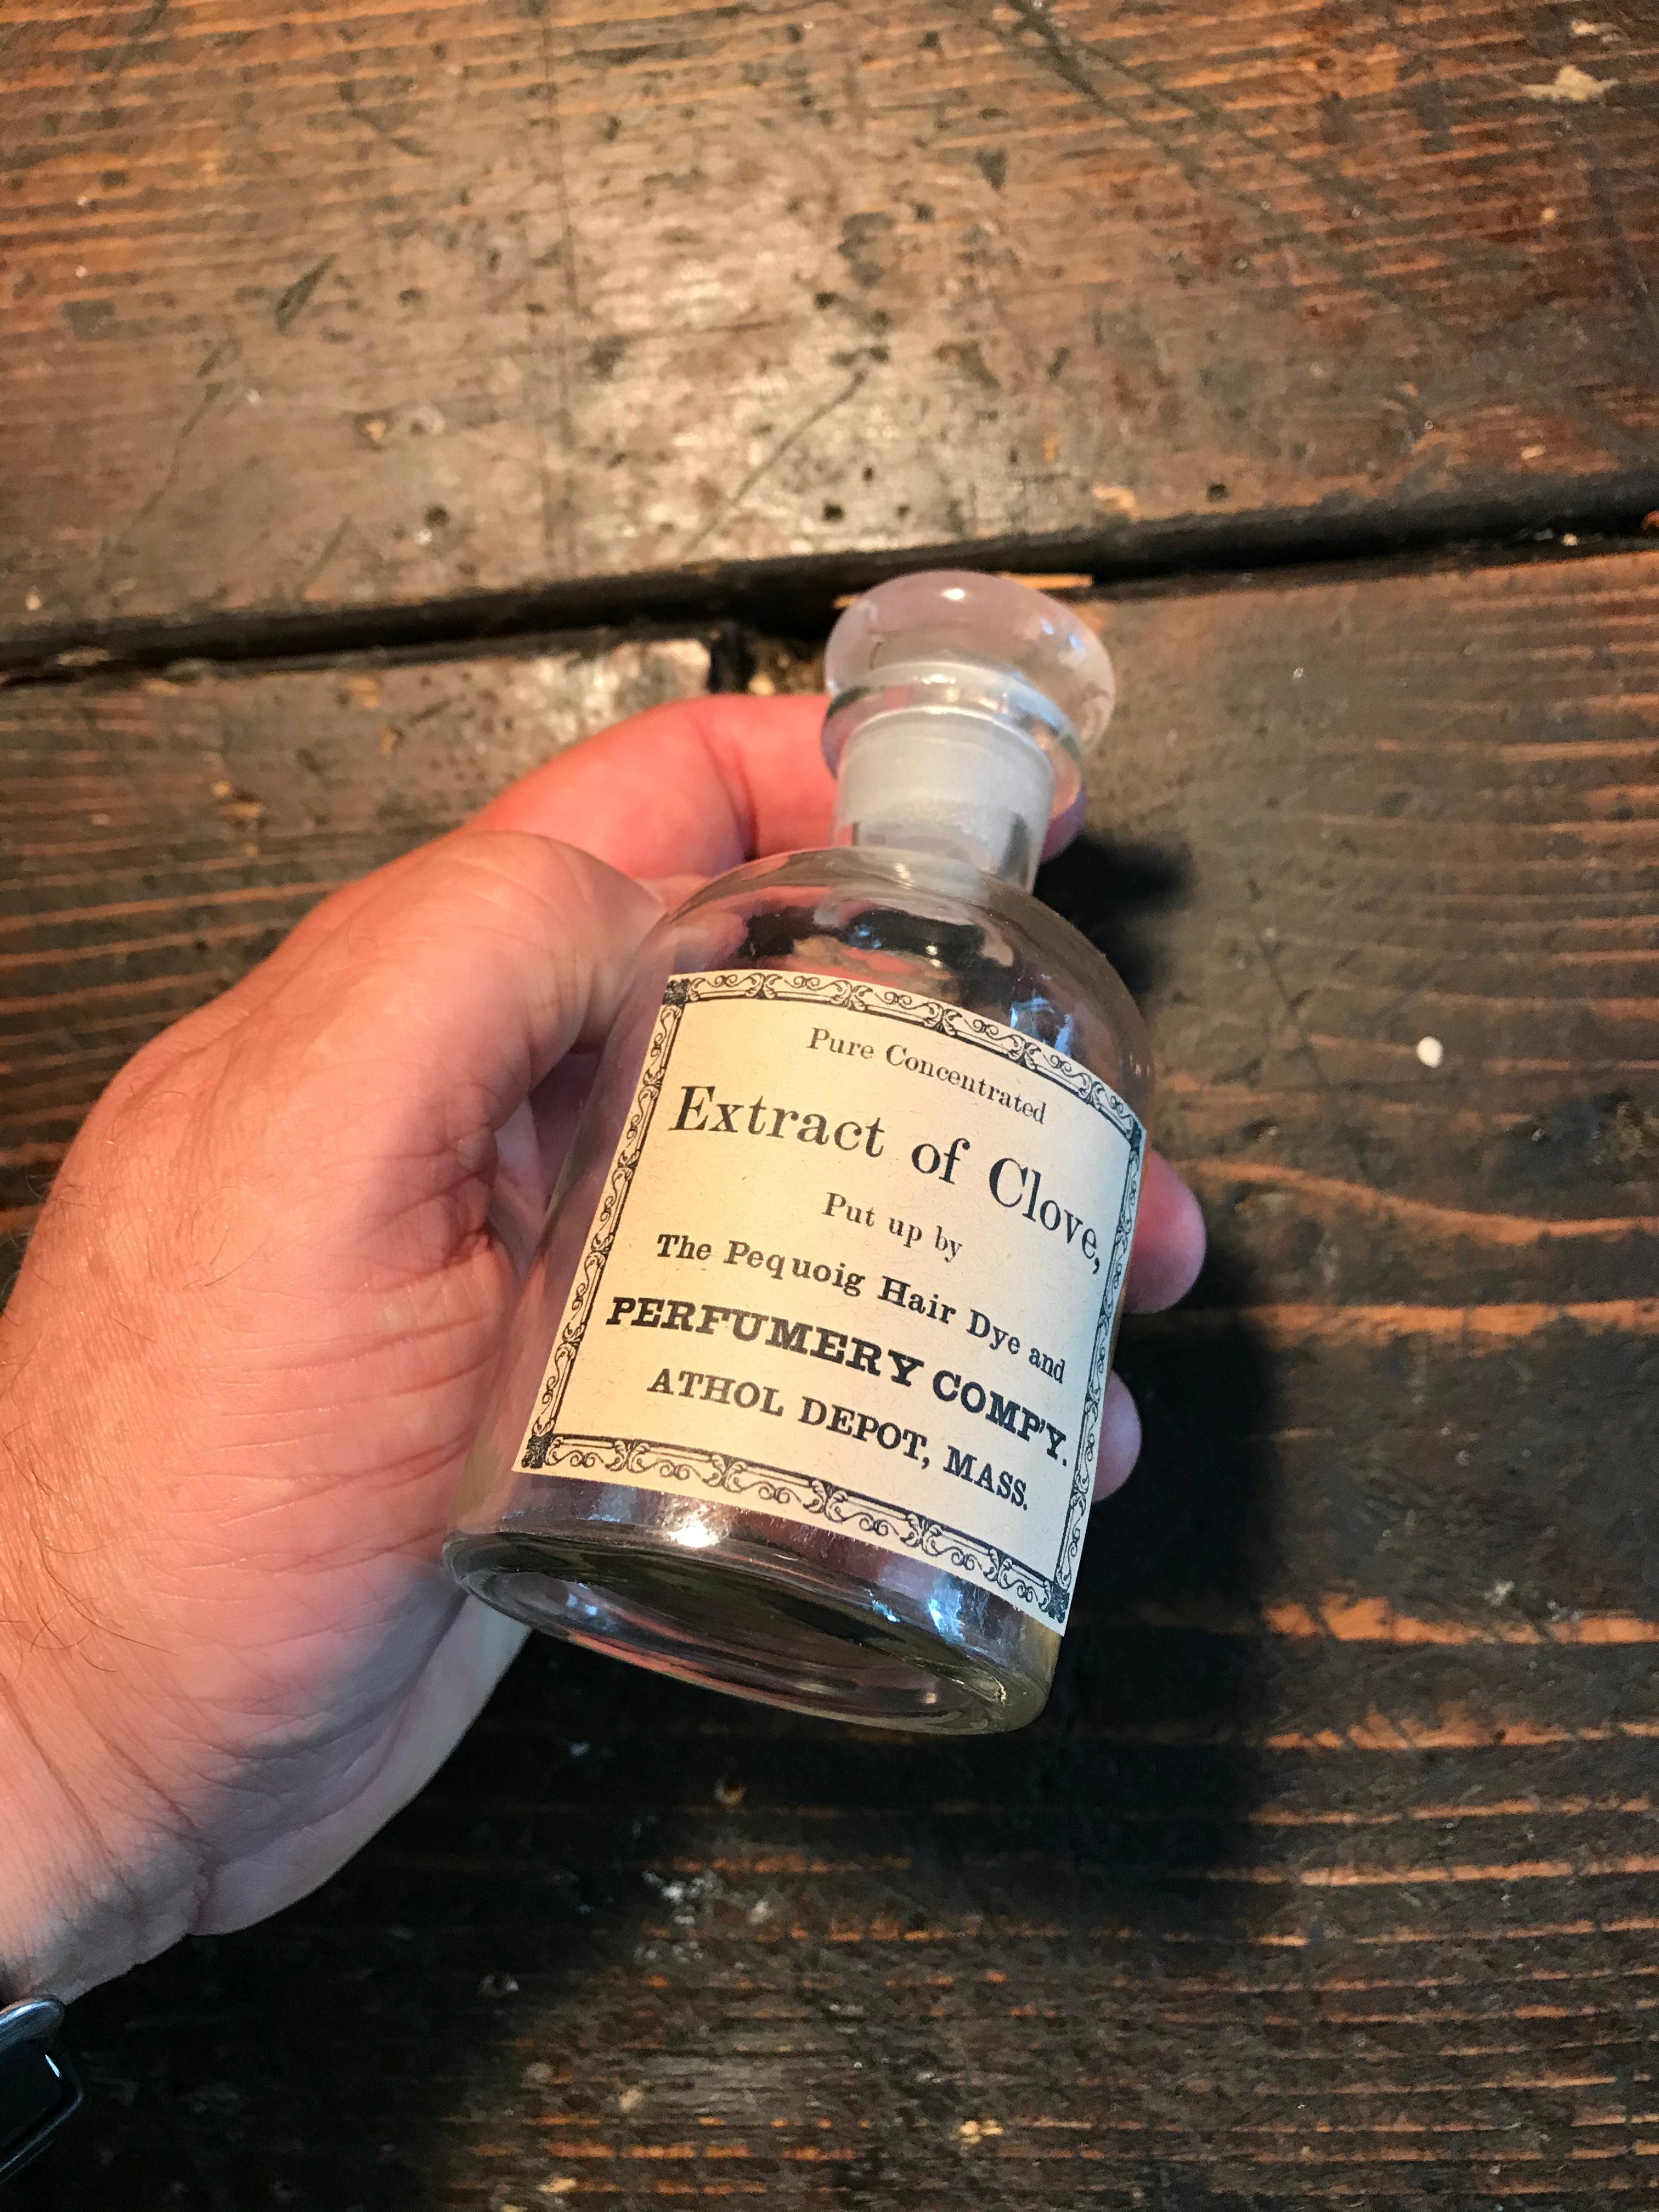 Pure Concentrated
Extract of Clove,
Put up by
The Pequoig Hair Dye and
PERFUMERY COMP'Y.
ATHOL DEPOT, MASS.